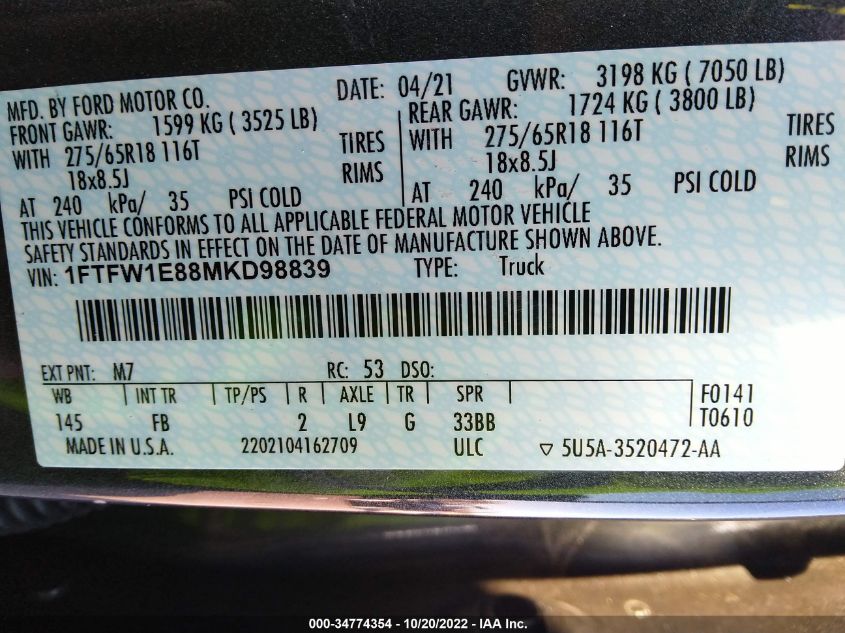 MFD. BY FORD MOTOR CO.
DATE: 04/21
GVWR: 3198 KG ( 7050 LB)
FRONT GAWR: 1599 KG ( 3525 LB)
REAR GAWR: 1724 KG ( 3800 LB)
WITH 275/65R18 116T TIRES
WITH 275/65R18 116T TIRES
18x8.5J RIMS
18x8.5J RIMS
AT 240 kPa/ 35 PSI COLD
AT 240 kPa/ 35 PSI COLD
THIS VEHICLE CONFORMS TO ALL APPLICABLE FEDERAL MOTOR VEHICLE
SAFETY STANDARDS IN EFFECT ON THE DATE OF MANUFACTURE SHOWN ABOVE.
VIN: 1FTFW1E88MKD98839 TYPE: Truck
EXT PNT: M7 RC: 53 DSO:
WB INT TR TP/PS R AXLE TR SPR F0141
145 FB 2 L9 G 33BB T0610
MADE IN U.S.A. 2202104162709 ULC ▽ 5U5A-3520472-AA
000-34774354 - 10/20/2022 - IAA Inc.